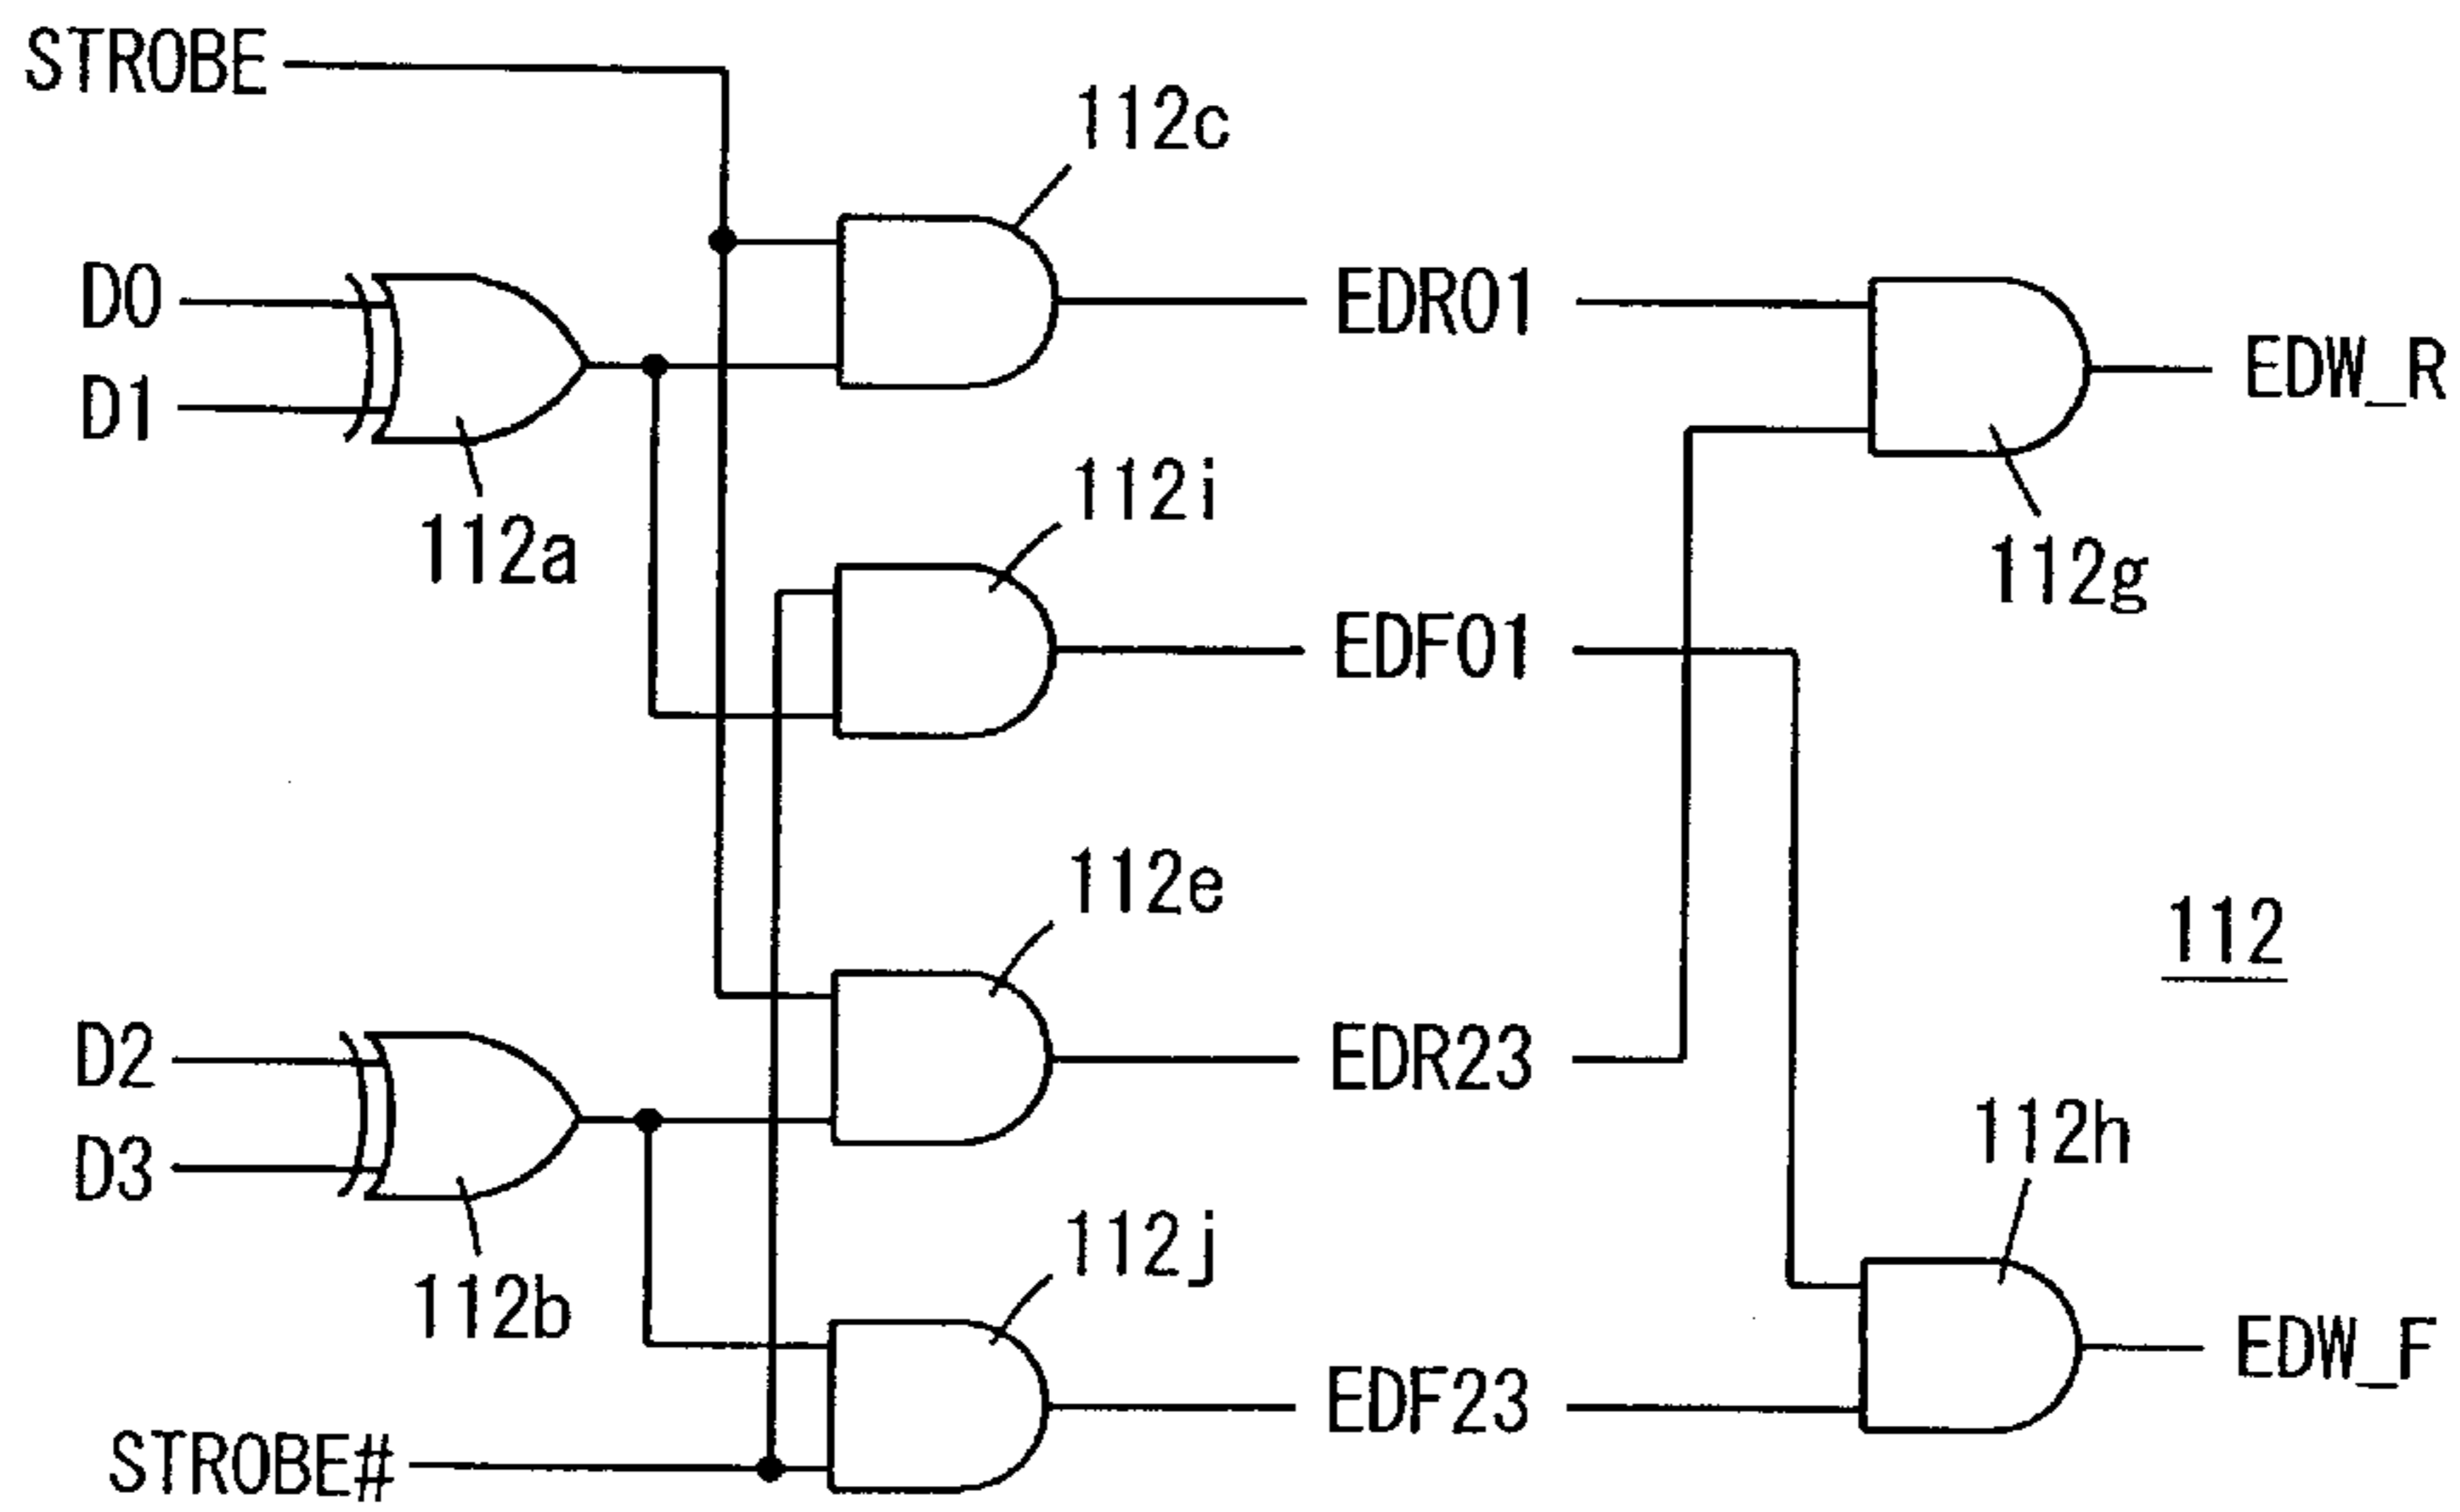 STROBE
112c
D0
EDR01
D1
EDW_R
112i
112a
112g
EDF01
112e
112
D2
EDR23
D3
112h
112j
112b
EDW_F
EDF23
STROBE#